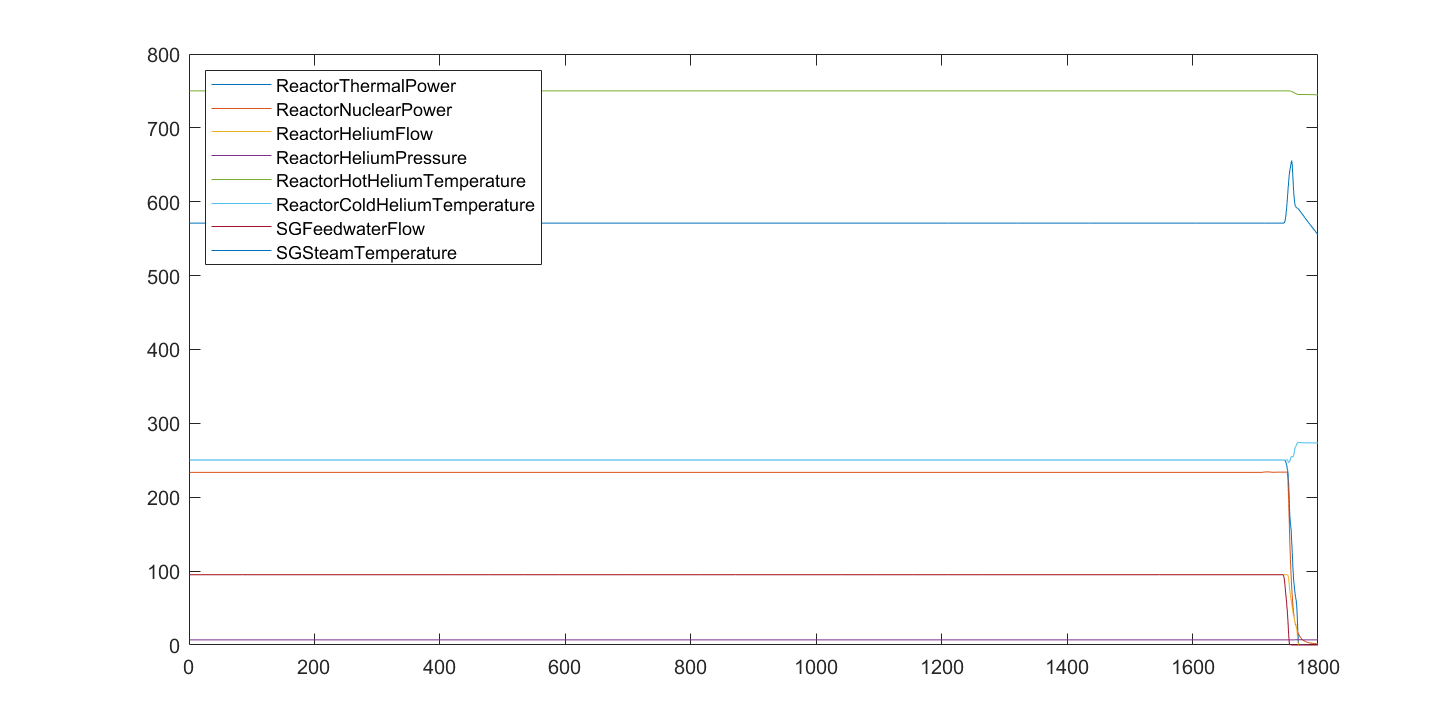 800
700
600
500
400
300
200
100
0
ReactorThermalPower
ReactorNuclearPower
ReactorHeliumFlow
ReactorHeliumPressure
ReactorHotHeliumTemperature
ReactorColdHeliumTemperature
SGFeedwaterFlow
SGSteamTemperature
0 200 400 600 800 1000 1200 1400 1600 1800